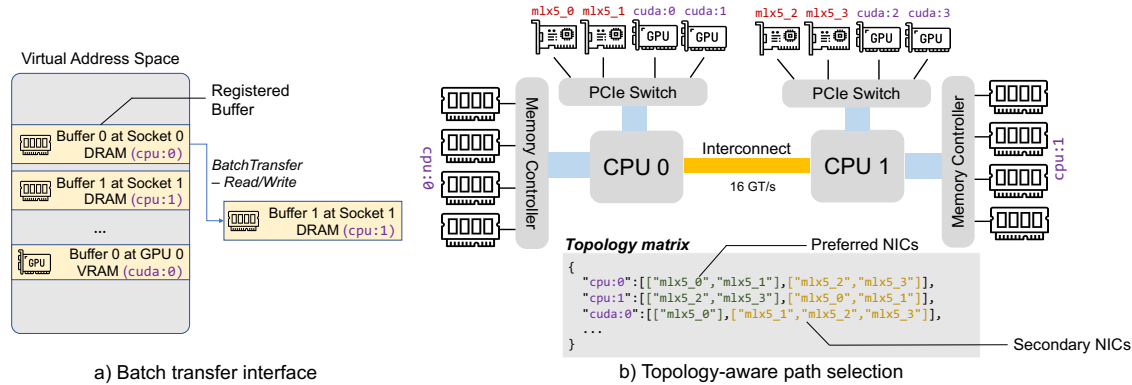 Virtual Address Space
Registered
Buffer
Buffer 0 at Socket 0
DRAM (cpu:0)
BatchTransfer
– Read/Write
Buffer 1 at Socket 1
DRAM (cpu:1)
Buffer 1 at Socket 1
DRAM (cpu:1)
...
GPU
Buffer 0 at GPU 0
VRAM (cuda:0)
a) Batch transfer interface
mlx5_0 mlx5_1 cuda:0 cuda:1
GPU GPU
PCIe Switch
mlx5_2 mlx5_3 cuda:2 cuda:3
GPU GPU
PCIe Switch
cpu:0
Memory Controller
CPU 0
Interconnect
16 GT/s
CPU 1
Memory Controller
cpu:1
Topology matrix
Preferred NICs
{
"cpu:0":[["mlx5_0","mlx5_1"],["mlx5_2","mlx5_3"]],
"cpu:1":[["mlx5_2","mlx5_3"],["mlx5_0","mlx5_1"]],
"cuda:0":[["mlx5_0"],["mlx5_1","mlx5_2","mlx5_3"]],
...
}
Secondary NICs
b) Topology-aware path selection